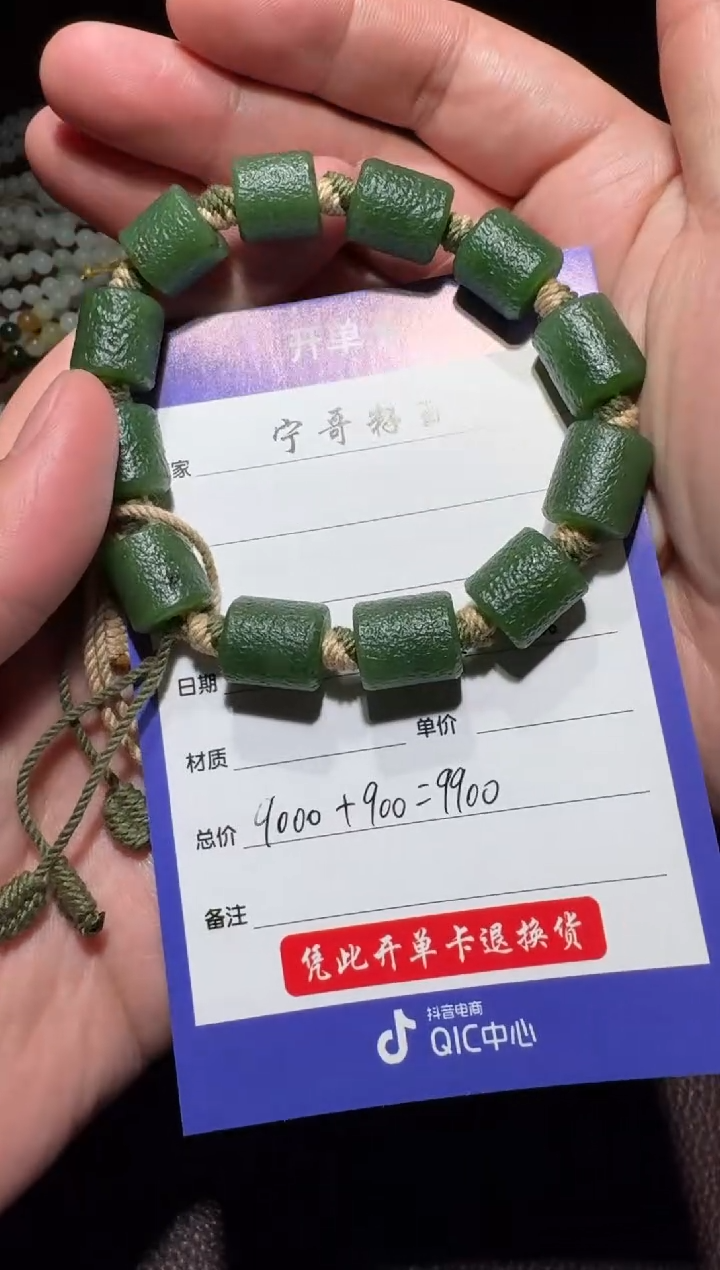 开单卡
家 宁哥籽
日期
材质 单价
总价 9000+900=9900
备注
凭此开单卡退换货
抖音电商
QIC中心